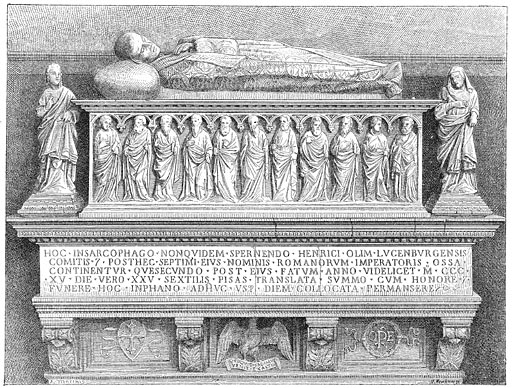 HOC · INSARCOPHAGO · NONQVIDEM · SPERNENDO · HENRICI · OLIM · LVCENBVRGENSIS
COMITIS · 7 · POSTHEC · SEPTIMI · EIVS · NOMINIS · ROMANORVM · IMPERATORIS · OSSA ·
CONTINENTVR · QVESECVNDO · POST · EIVS · FATVM · ANNO · VIDELICET · M · CCC ·
XV · DIE · VERO · XXV · SEXTILIS · PISAS · TRANSLATA · SVMMO · CVM · HONORE ·
FVNERE · HOC · INPHANO · ADHVC · VST · DIEM · COLLOCATA · PERMANSERE